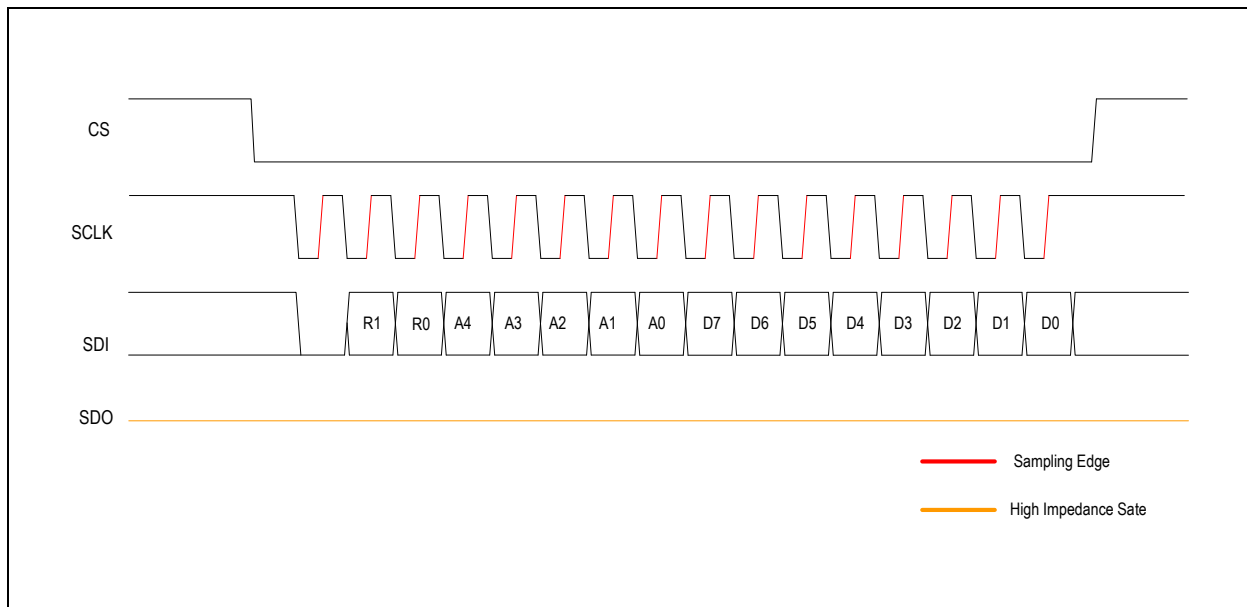 CS
SCLK
SDI
R1 R0 A4 A3 A2 A1 A0 D7 D6 D5 D4 D3 D2 D1 D0
SDO
Sampling Edge
High Impedance Sate